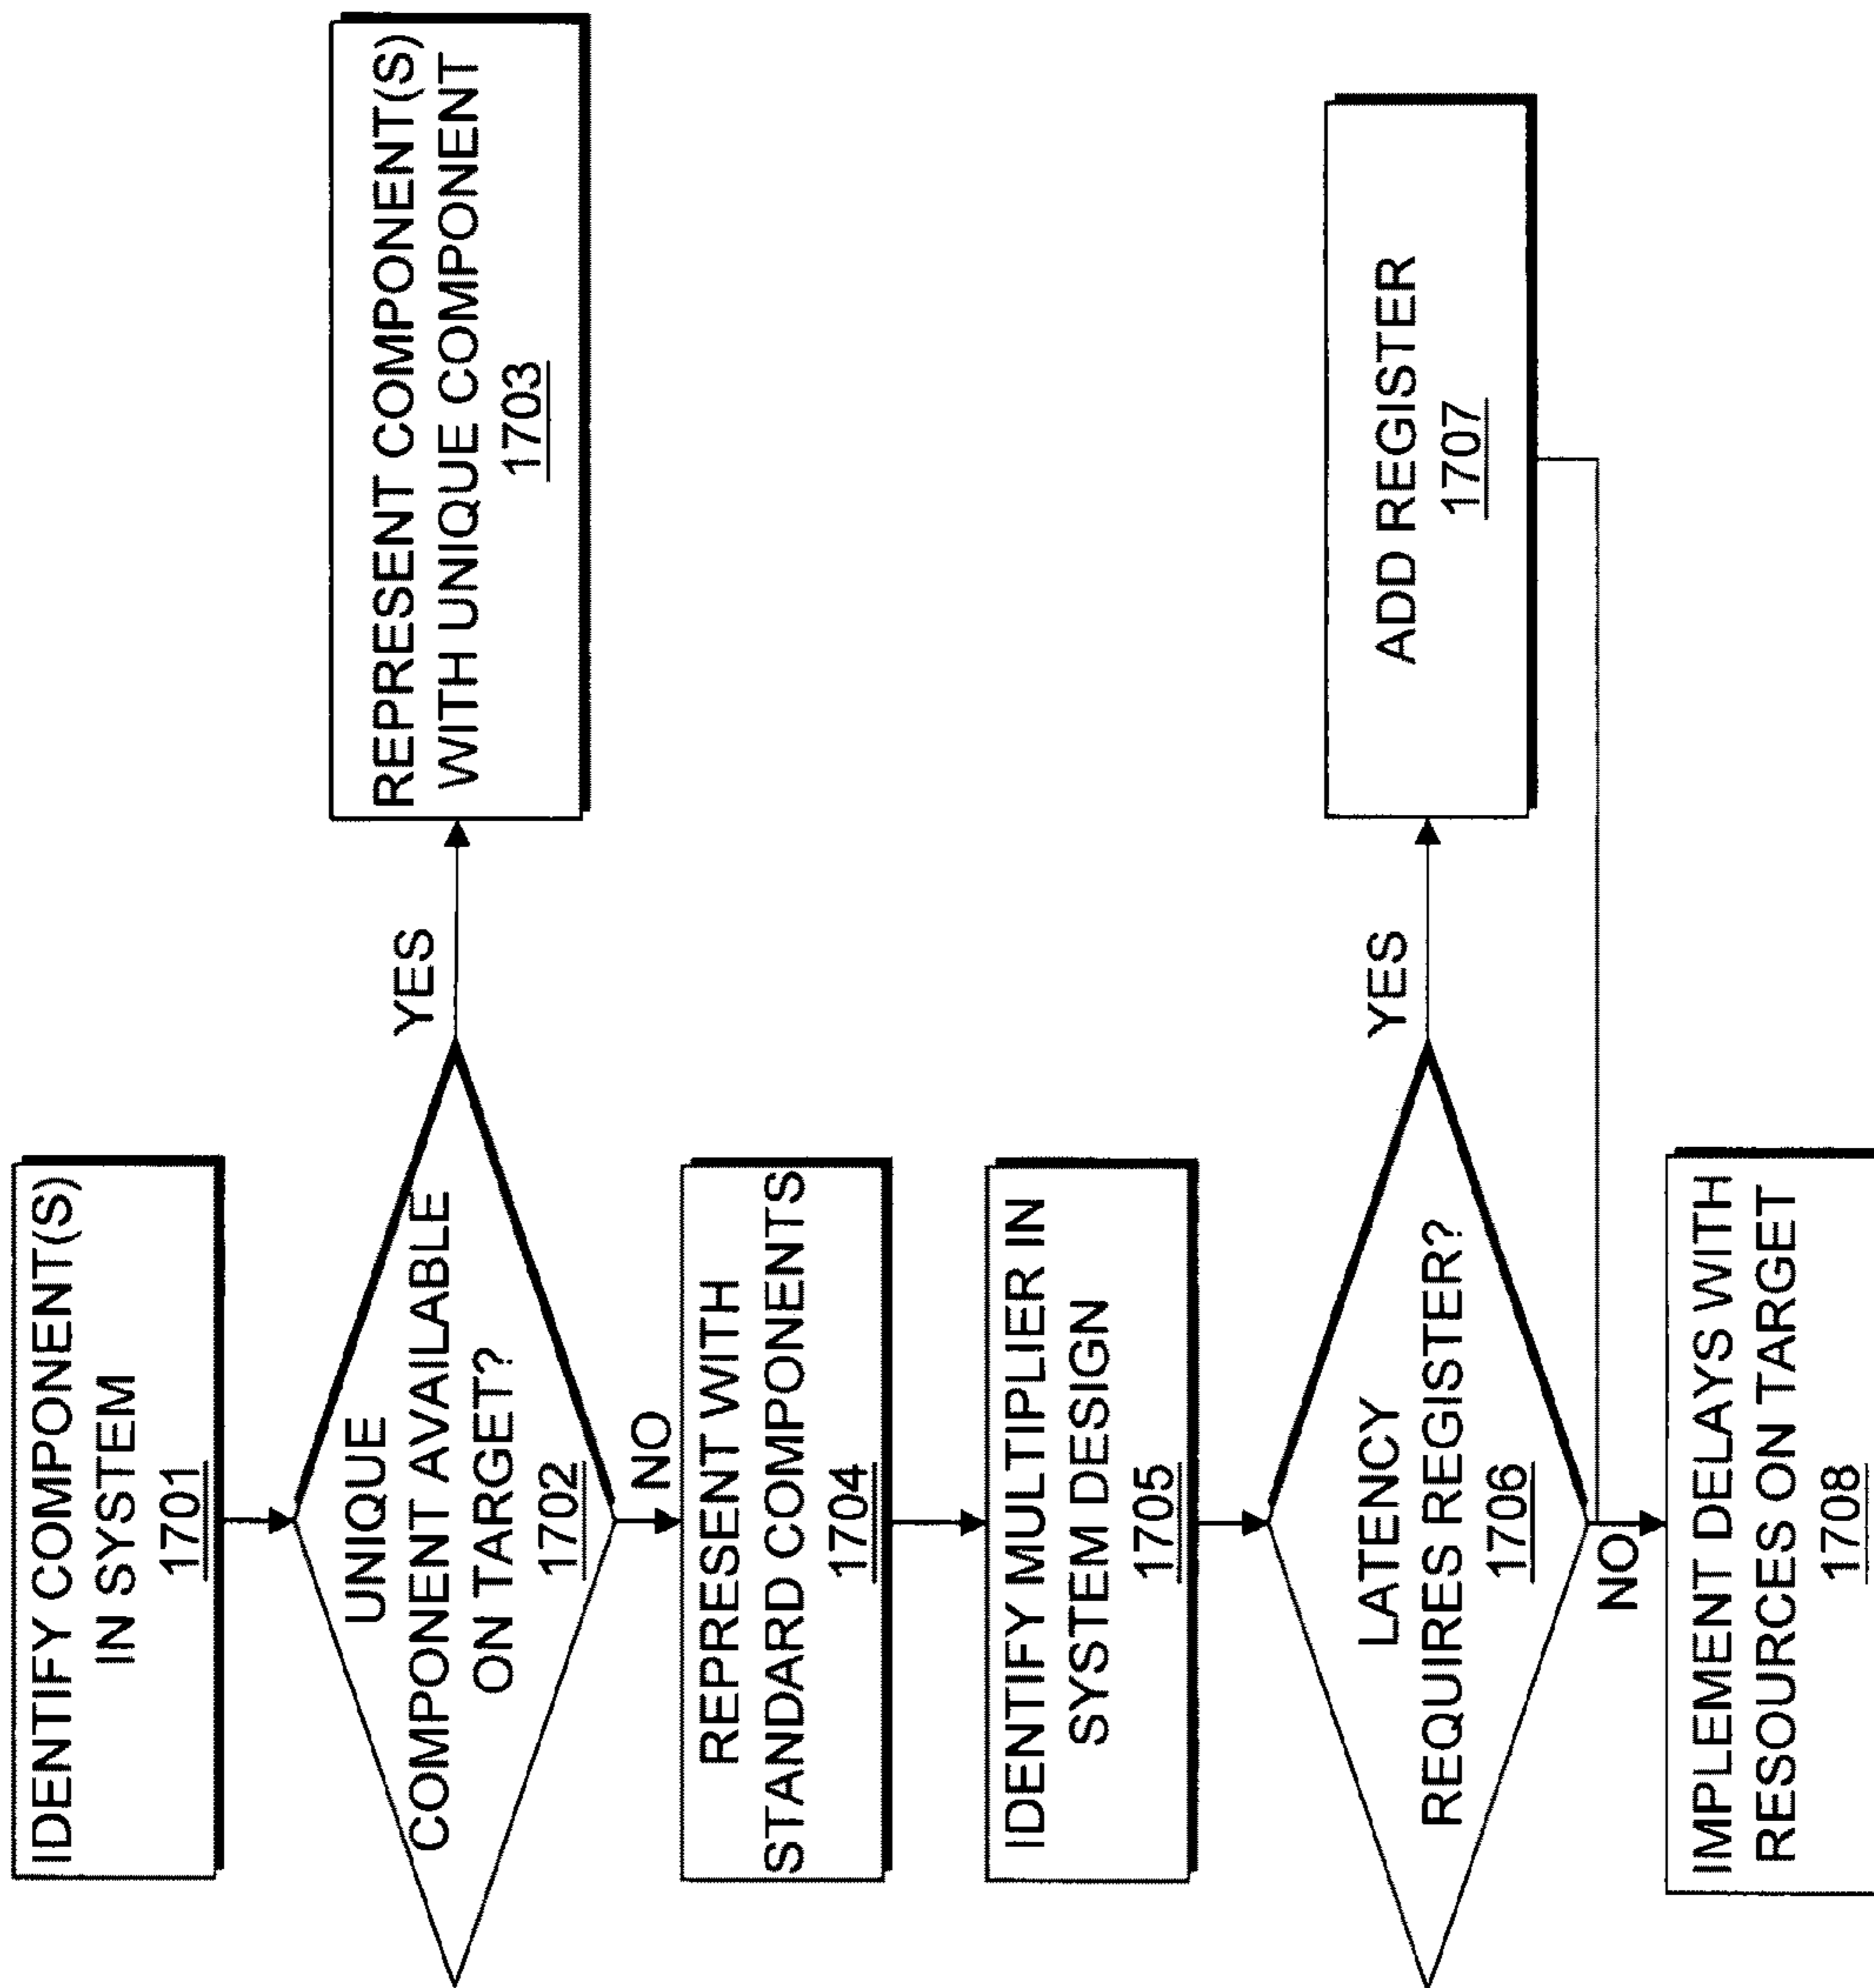 IDENTIFY COMPONENT(S)
IN SYSTEM
1701
UNIQUE
COMPONENT AVAILABLE
ON TARGET?
1702
YES
REPRESENT COMPONENT(S)
WITH UNIQUE COMPONENT
1703
NO
REPRESENT WITH
STANDARD COMPONENTS
1704
IDENTIFY MULTIPLIER IN
SYSTEM DESIGN
1705
LATENCY
REQUIRES REGISTER?
1706
YES
ADD REGISTER
1707
NO
IMPLEMENT DELAYS WITH
RESOURCES ON TARGET
1708